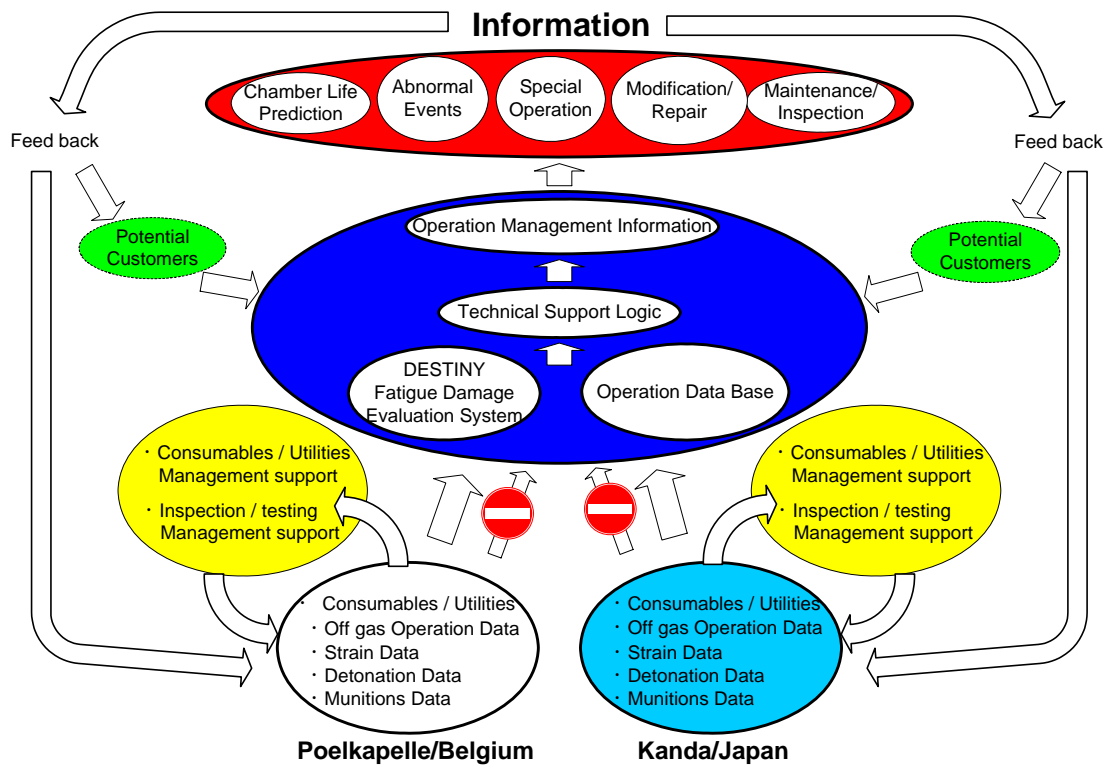 Information
Chamber Life
Prediction
Abnormal
Events
Special
Operation
Modification/
Repair
Maintenance/
Inspection
Feed back
Feed back
Potential
Customers
Potential
Customers
Operation Management Information
Technical Support Logic
DESTINY
Fatigue Damage
Evaluation System
Operation Data Base
・Consumables / Utilities
Management support
・Inspection / testing
Management support
・Consumables / Utilities
Management support
・Inspection / testing
Management support
・ Consumables / Utilities
・Off gas Operation Data
・Strain Data
・Detonation Data
・Munitions Data
・Consumables / Utilities
・Off gas Operation Data
・Strain Data
・Detonation Data
・Munitions Data
Poelkapelle/Belgium
Kanda/Japan